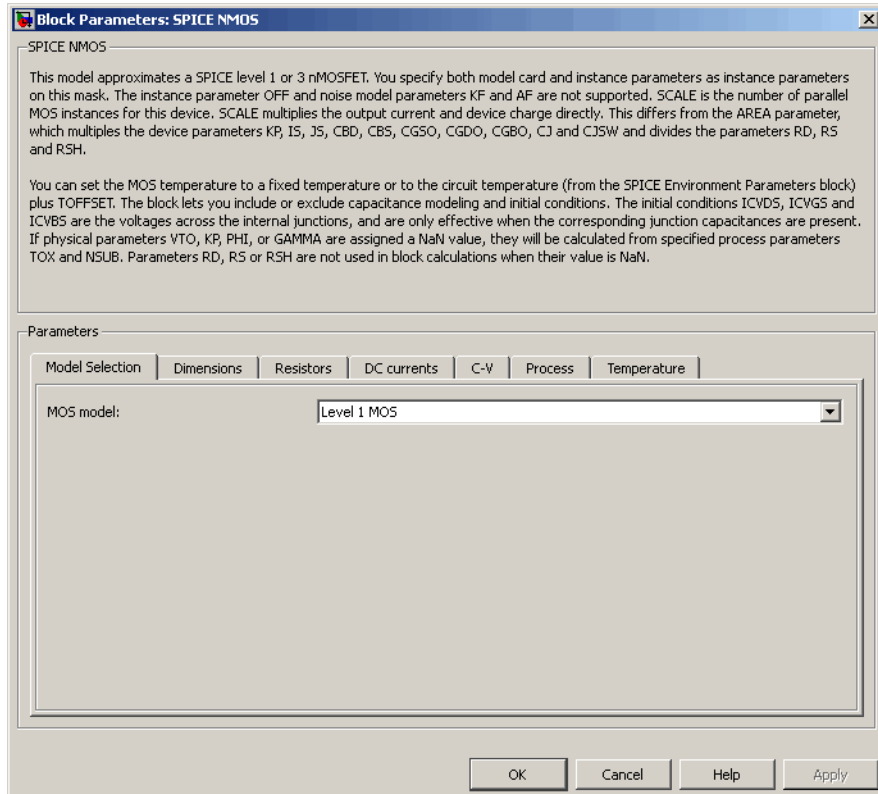 Block Parameters: SPICE NMOS
SPICE NMOS
This model approximates a SPICE level 1 or 3 nMOSFET. You specify both model card and instance parameters as instance parameters
on this mask. The instance parameter OFF and noise model parameters KF and AF are not supported. SCALE is the number of parallel
MOS instances for this device. SCALE multiplies the output current and device charge directly. This differs from the AREA parameter,
which multiples the device parameters KP, IS, JS, CBD, CBS, CGSO, CGDO, CGBO, CJ and CJSW and divides the parameters RD, RS
and RSH.
You can set the MOS temperature to a fixed temperature or to the circuit temperature (from the SPICE Environment Parameters block)
plus TOFFSET. The block lets you include or exclude capacitance modeling and initial conditions. The initial conditions ICVDS, ICVGS and
ICVBS are the voltages across the internal junctions, and are only effective when the corresponding junction capacitances are present.
If physical parameters VTO, KP, PHI, or GAMMA are assigned a NaN value, they will be calculated from specified process parameters
TOX and NSUB. Parameters RD, RS or RSH are not used in block calculations when their value is NaN.
Parameters
Model Selection Dimensions Resistors DC currents C-V Process Temperature
MOS model: Level 1 MOS
OK Cancel Help Apply